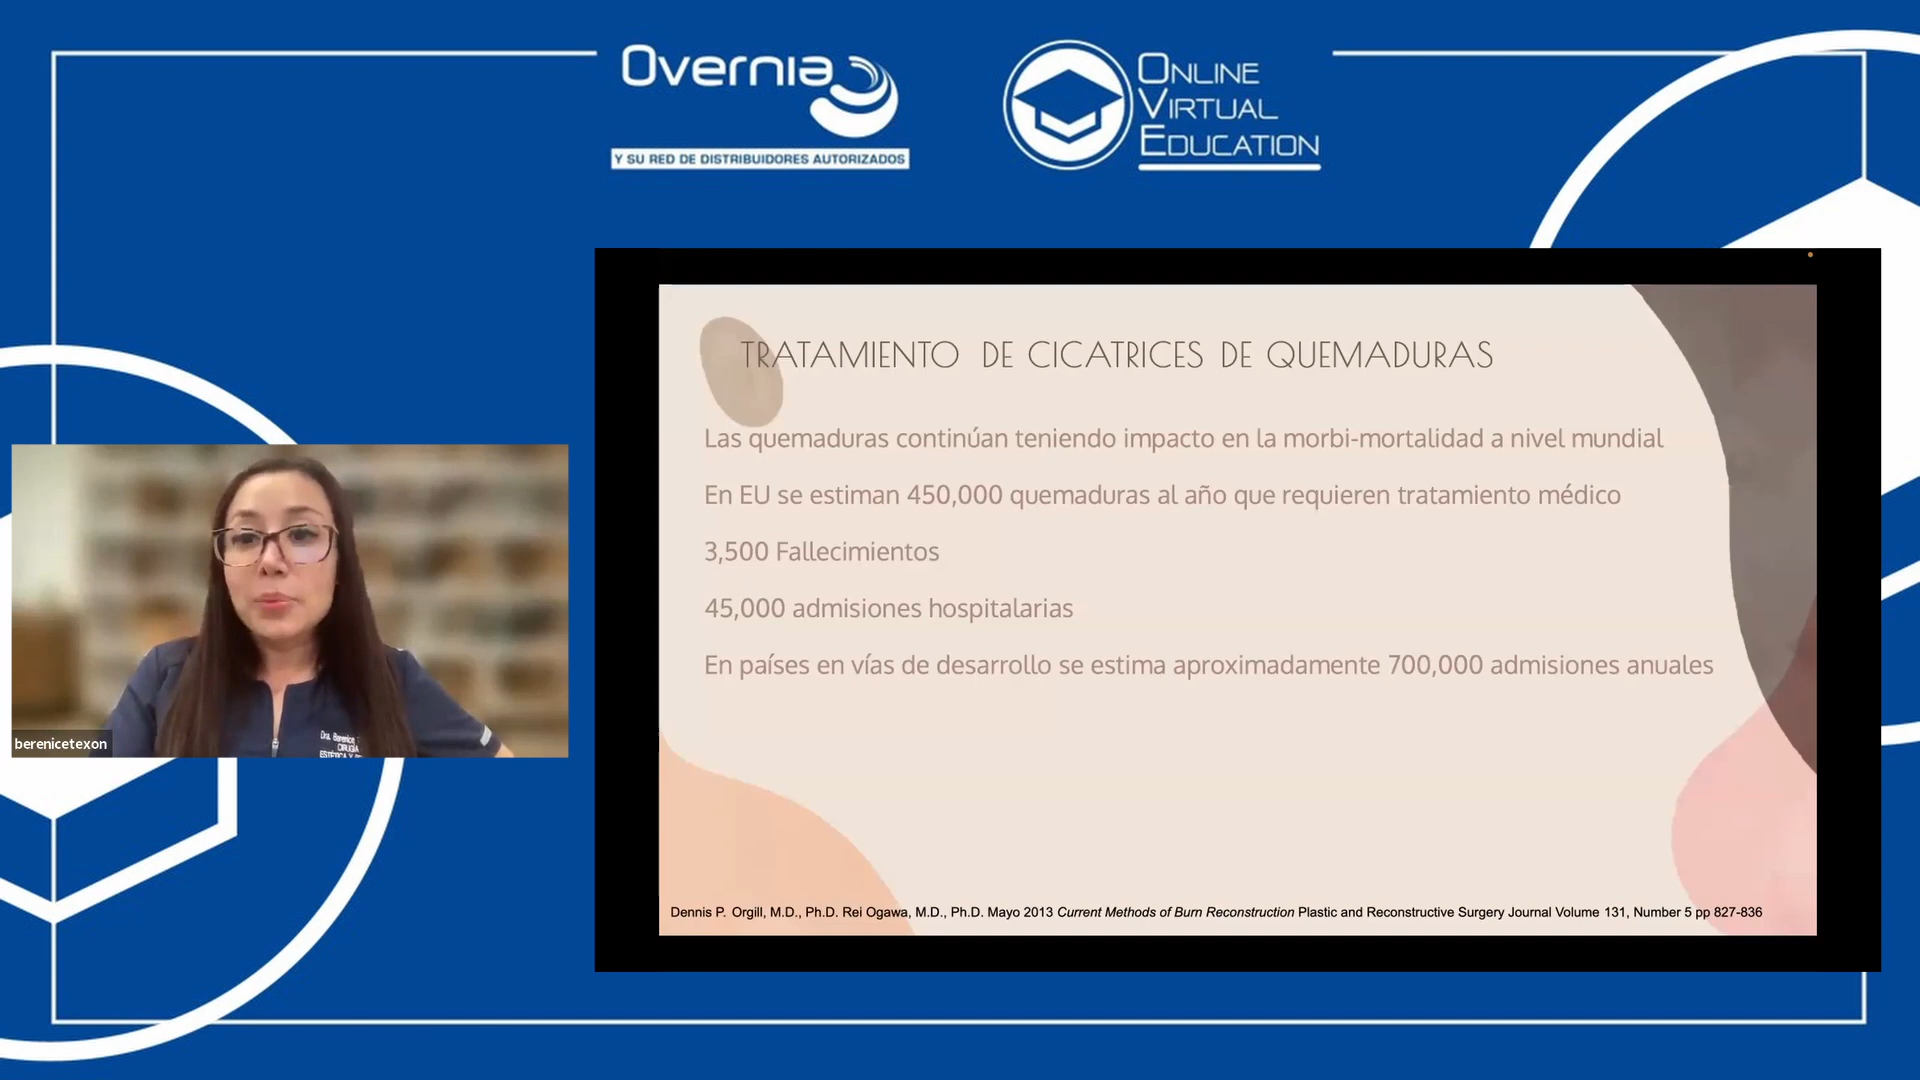 Overnia
Y SU RED DE DISTRIBUIDORES AUTORIZADOS
ONLINE
VIRTUAL
EDUCATION
TRATAMIENTO DE CICATRICES DE QUEMADURAS
Las quemaduras continúan teniendo impacto en la morbi-mortalidad a nivel mundial
En EU se estiman 450,000 quemaduras al año que requieren tratamiento médico
3,500 Fallecimientos
45,000 admisiones hospitalarias
En países en vías de desarrollo se estima aproximadamente 700,000 admisiones anuales
Dennis P. Orgill, M.D., Ph.D. Rei Ogawa, M.D., Ph.D. Mayo 2013 Current Methods of Burn Reconstruction Plastic and Reconstructive Surgery Journal Volume 131, Number 5 pp 827-836
berenicetexon
Dra. Berenice
CIRUGÍA
ESTÉTICA Y